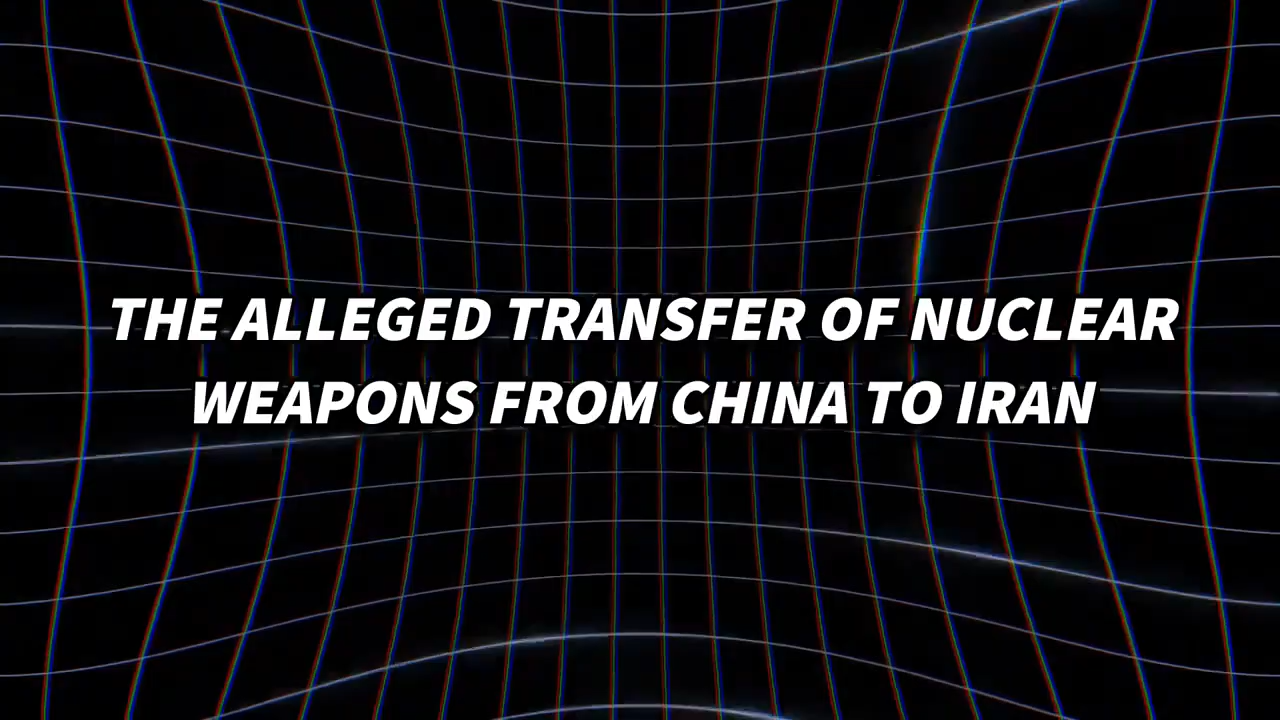 THE ALLEGED TRANSFER OF NUCLEAR
WEAPONS FROM CHINA TO IRAN